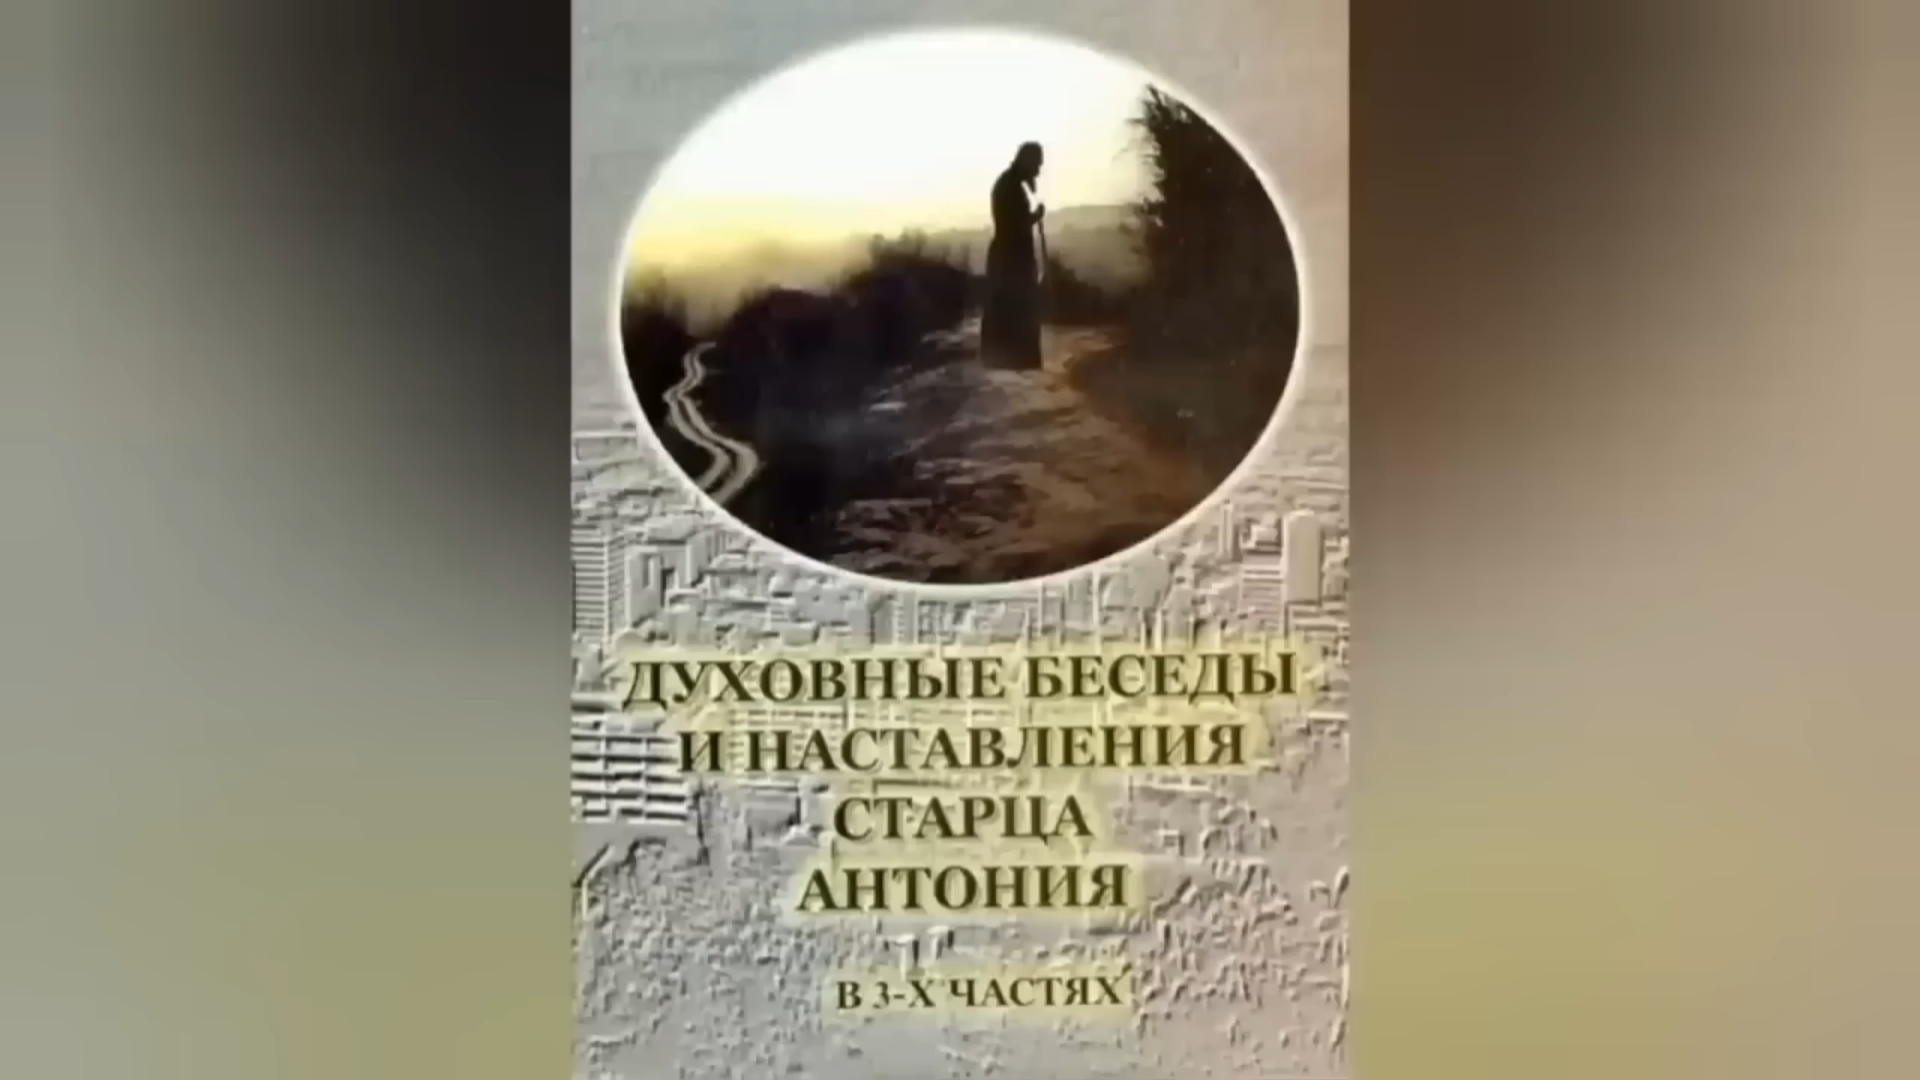 ДУХОВНЫЕ БЕСЕДЫ
И НАСТАВЛЕНИЯ
СТАРЦА
АНТОНИЯ
В 3-Х ЧАСТЯХ